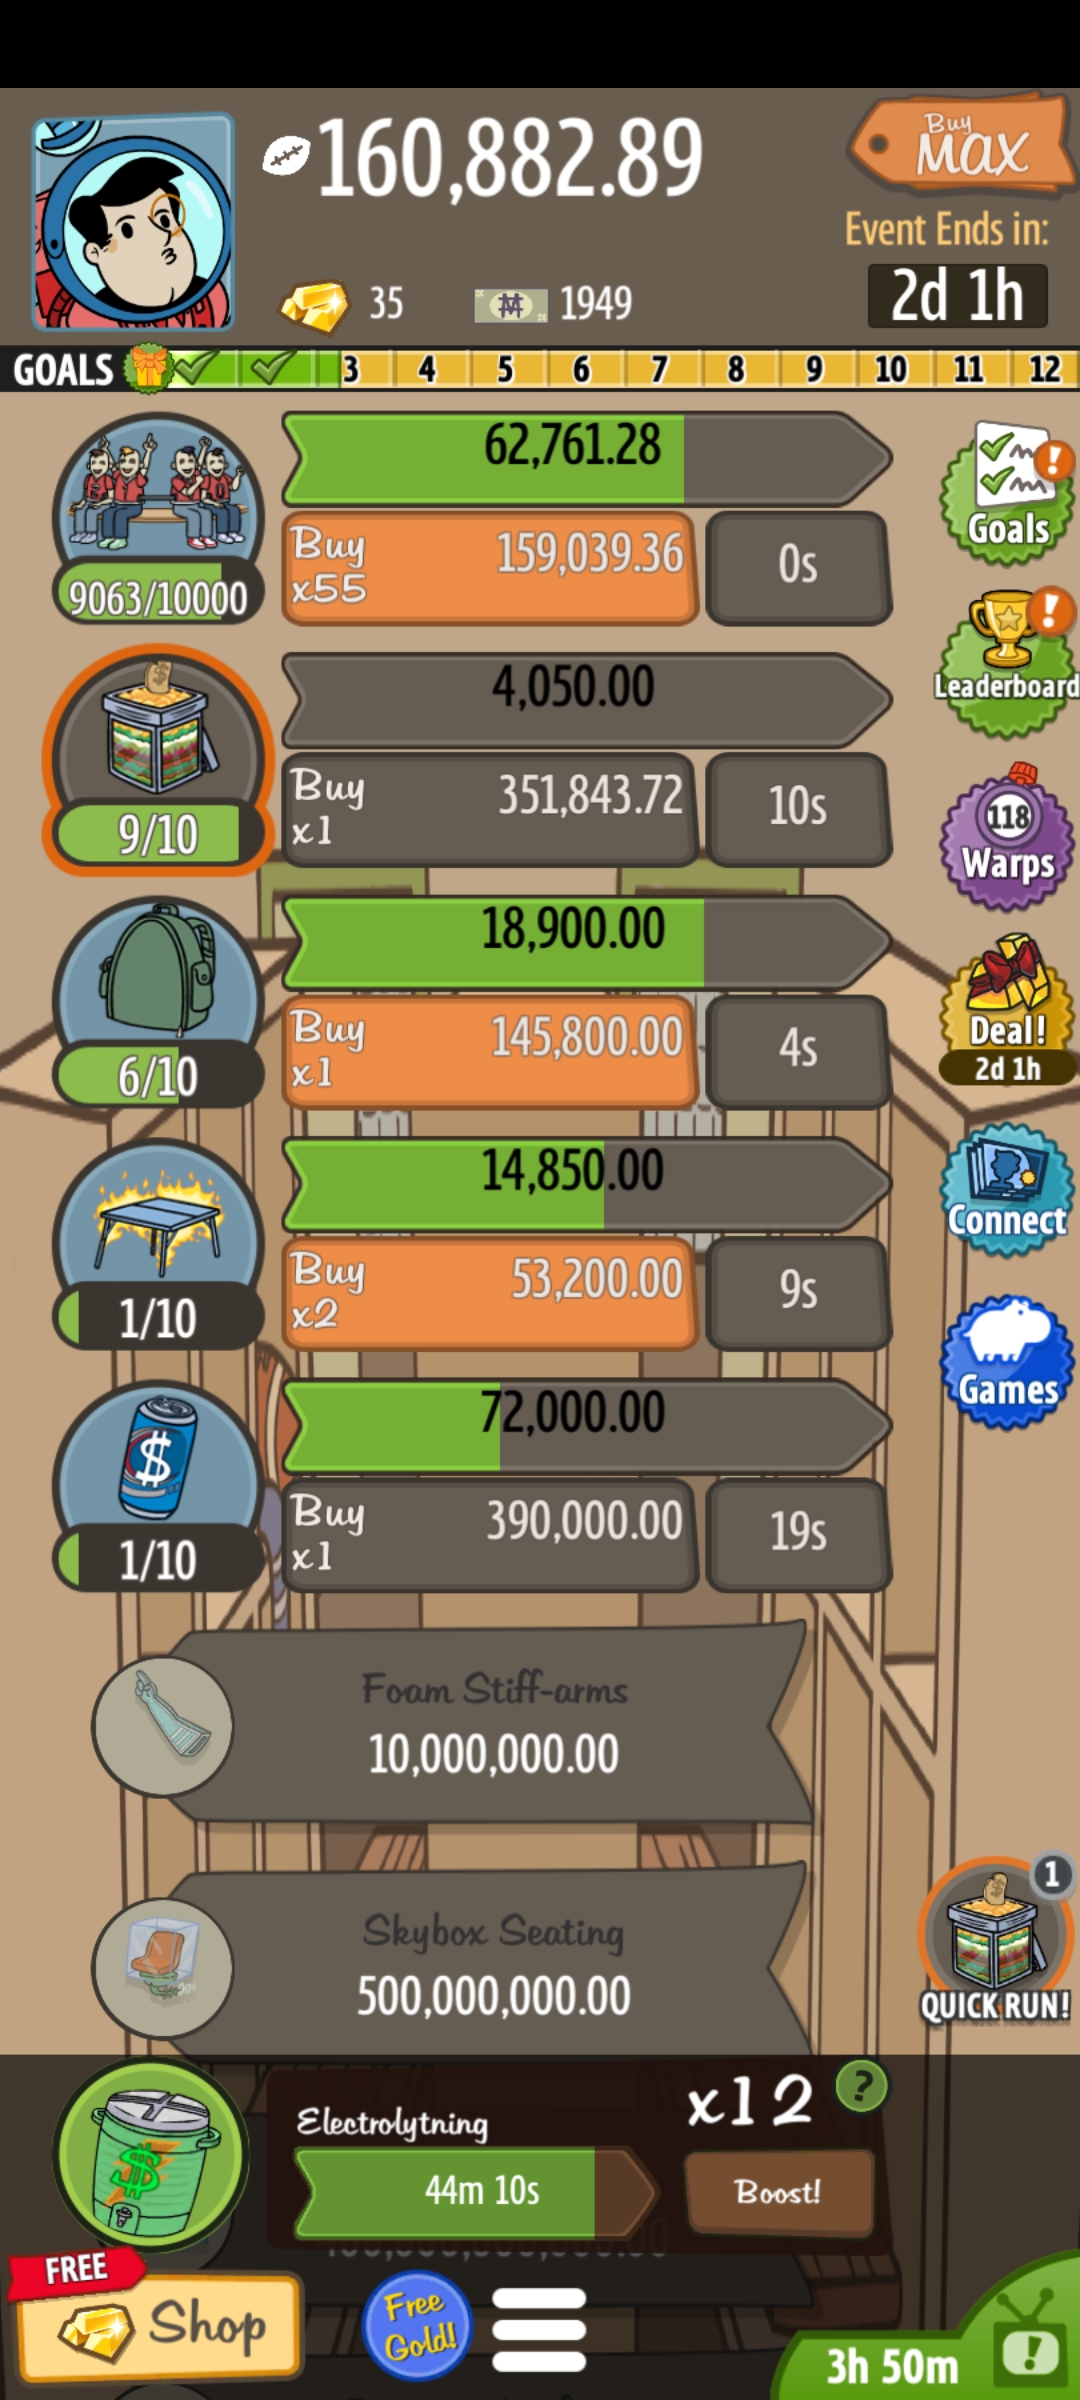 160,882.89
Buy
MAX
Event Ends in:
2d 1h
35
1949
GOALS 3 4 5 6 7 8 9 10 11 12
62,761.28
Buy
x55
159,039.36
0s
9063/10000
Goals
4,050.00
Buy
x1
351,843.72
10s
9/10
Leaderboard
118
Warps
18,900.00
Buy
x1
145,800.00
4s
6/10
Deal!
2d 1h
14,850.00
Buy
x2
53,200.00
9s
1/10
Connect
72,000.00
Buy
x1
390,000.00
19s
1/10
Games
Foam Stiff-arms
10,000,000.00
Skybox Seating
500,000,000.00
1
QUICK RUN!
Electrolytning
x12
?
44m 10s
Boost!
FREE
Shop
Free
Gold!
3h 50m